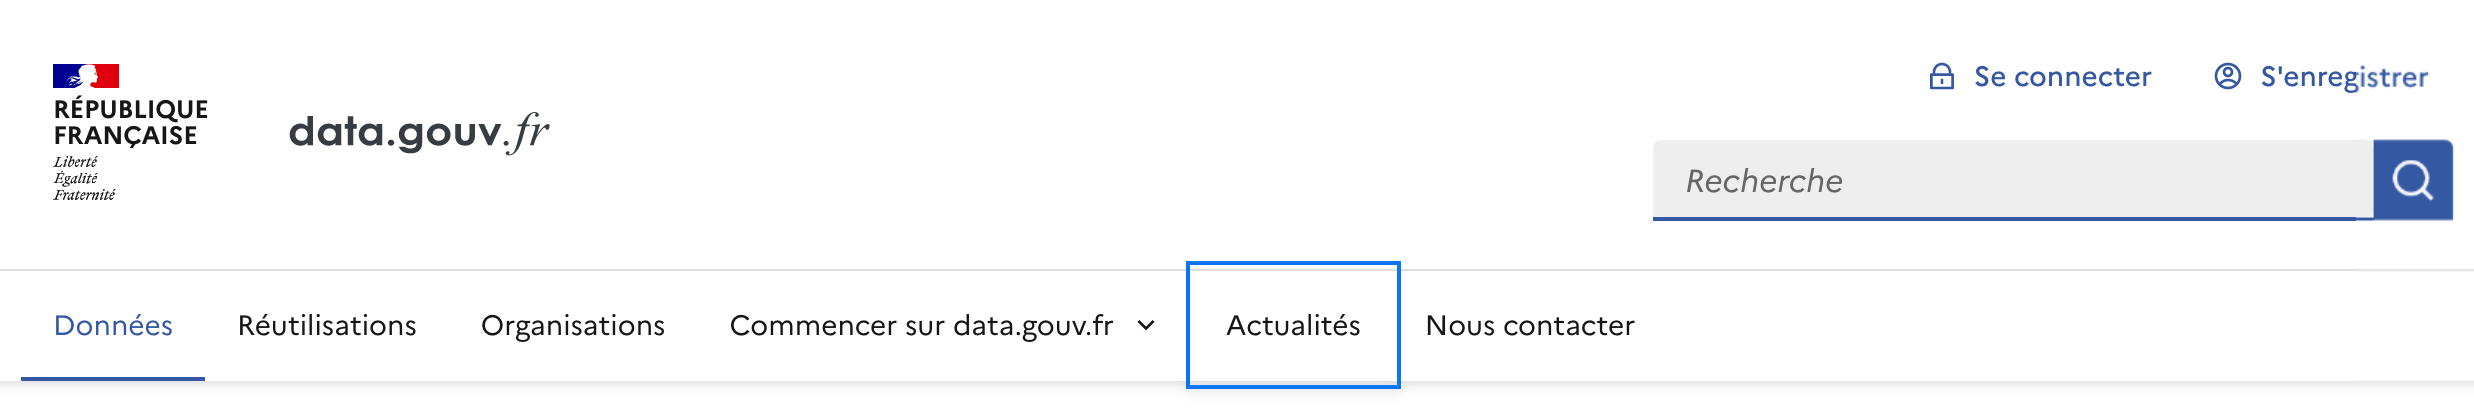 RÉPUBLIQUE
FRANÇAISE
Liberté
Égalité
Fraternité
data.gouv.fr
Se connecter
S'enregistrer
Recherche
Données
Réutilisations
Organisations
Commencer sur data.gouv.fr
Actualités
Nous contacter